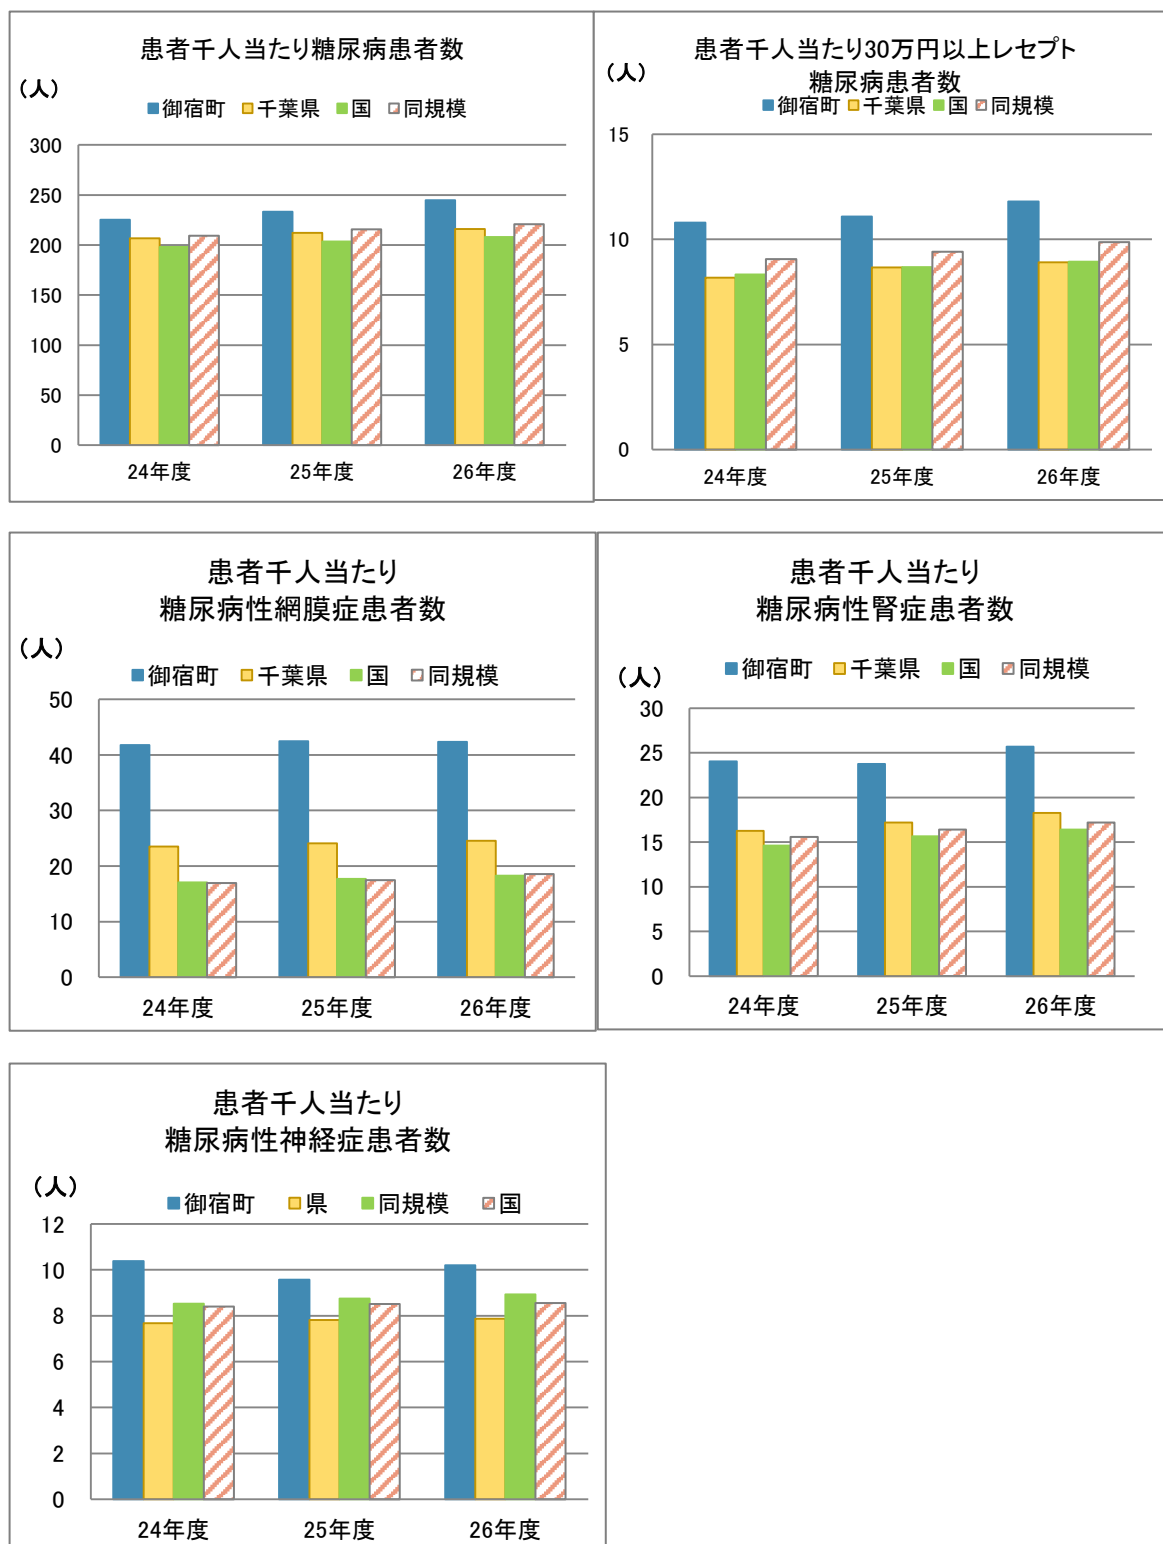 患者千人当たり糖尿病患者数
（人）
御宿町 千葉県 国 同規模
300
250
200
150
100
50
0
24年度 25年度 26年度
患者千人当たり30万円以上レセプト
糖尿病患者数
（人）
御宿町 千葉県 国 同規模
15
10
5
0
24年度 25年度 26年度
患者千人当たり
糖尿病性網膜症患者数
（人）
御宿町 千葉県 国 同規模
50
40
30
20
10
0
24年度 25年度 26年度
患者千人当たり
糖尿病性腎症患者数
（人）
御宿町 千葉県 国 同規模
30
25
20
15
10
5
0
24年度 25年度 26年度
患者千人当たり
糖尿病性神経症患者数
（人）
御宿町 県 同規模 国
12
10
8
6
4
2
0
24年度 25年度 26年度